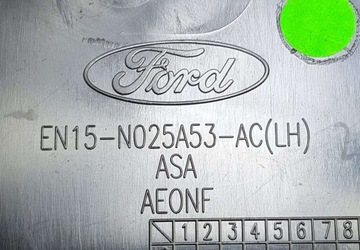 Ford
EN15-N025A53-AC(LH)
ASA
AEONF
1 2 3 4 5 6 7 8